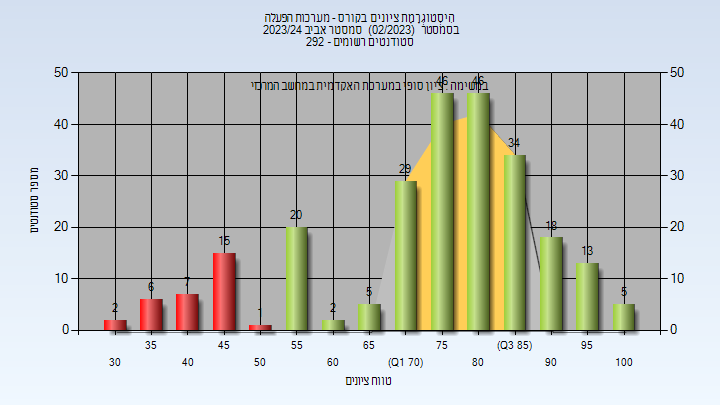 היסטוגרמת ציונים בקורס - מערכות הפעלה
בסמסטר (02/2023) סמסטר אביב 2023/24
סטודנטים רשומים - 292
בלשימה : ציון סופי במערכת האקדמית במחשב המרכזי
50 50
40 40
30 30
20 20
10 10
0 0
מספר סטודנטים
2 6 7 15 1 20 2 5 29 46 46 34 18 13 5
35 45 55 65 75 (Q3 85) 95
30 40 50 60 (Q1 70) 80 90 100
טווח ציונים